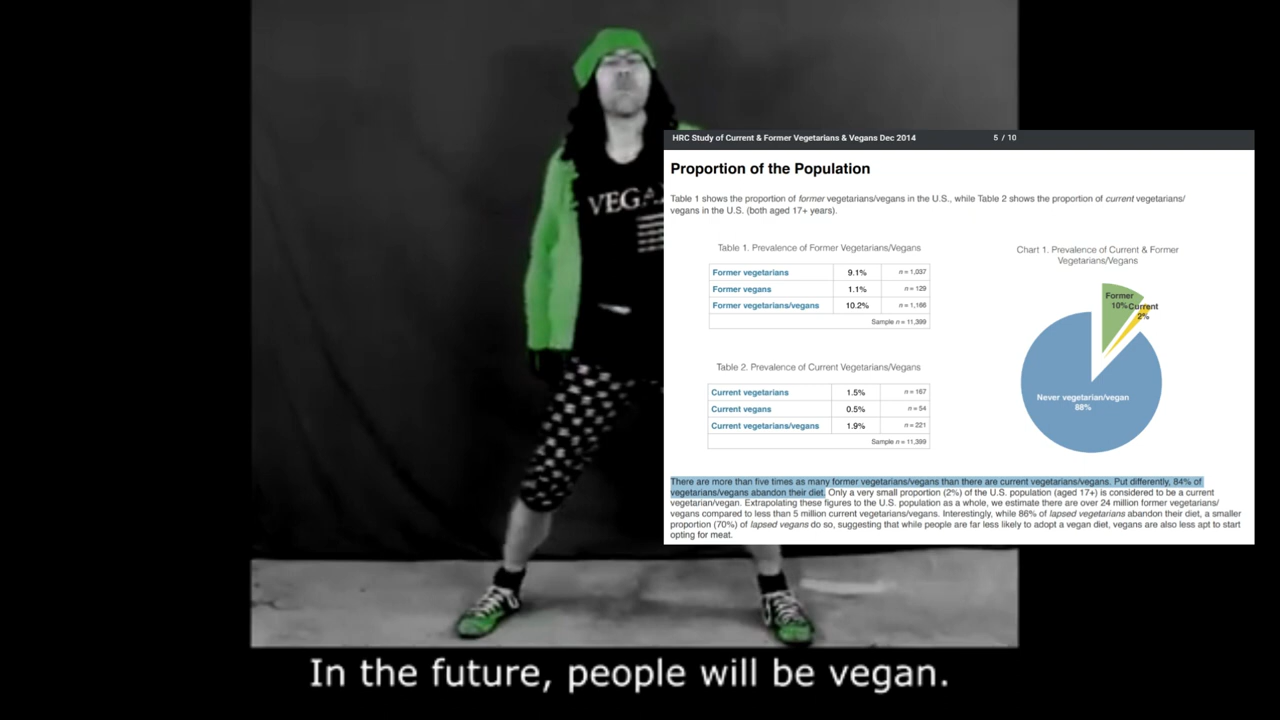 VEGA
HRC Study of Current & Former Vegetarians & Vegans Dec 2014 5 / 10
Proportion of the Population
Table 1 shows the proportion of former vegetarians/vegans in the U.S., while Table 2 shows the proportion of current vegetarians/
vegans in the U.S. (both aged 17+ years).
Table 1. Prevalence of Former Vegetarians/Vegans
Former vegetarians 9.1% n = 1,037
Former vegans 1.1% n = 129
Former vegetarians/vegans 10.2% n = 1,166
Sample n = 11,399
Chart 1. Prevalence of Current & Former
Vegetarians/Vegans
Former
10%
Current
2%
Never vegetarian/vegan
88%
Table 2. Prevalence of Current Vegetarians/Vegans
Current vegetarians 1.5% n = 167
Current vegans 0.5% n = 54
Current vegetarians/vegans 1.9% n = 221
Sample n = 11,399
There are more than five times as many former vegetarians/vegans than there are current vegetarians/vegans. Put differently, 84% of
vegetarians/vegans abandon their diet. Only a very small proportion (2%) of the U.S. population (aged 17+) is considered to be a current
vegetarian/vegan. Extrapolating these figures to the U.S. population as a whole, we estimate there are over 24 million former vegetarians/
vegans compared to less than 5 million current vegetarians/vegans. Interestingly, while 86% of lapsed vegetarians abandon their diet, a smaller
proportion (70%) of lapsed vegans do so, suggesting that while people are far less likely to adopt a vegan diet, vegans are also less apt to start
opting for meat.
In the future, people will be vegan.